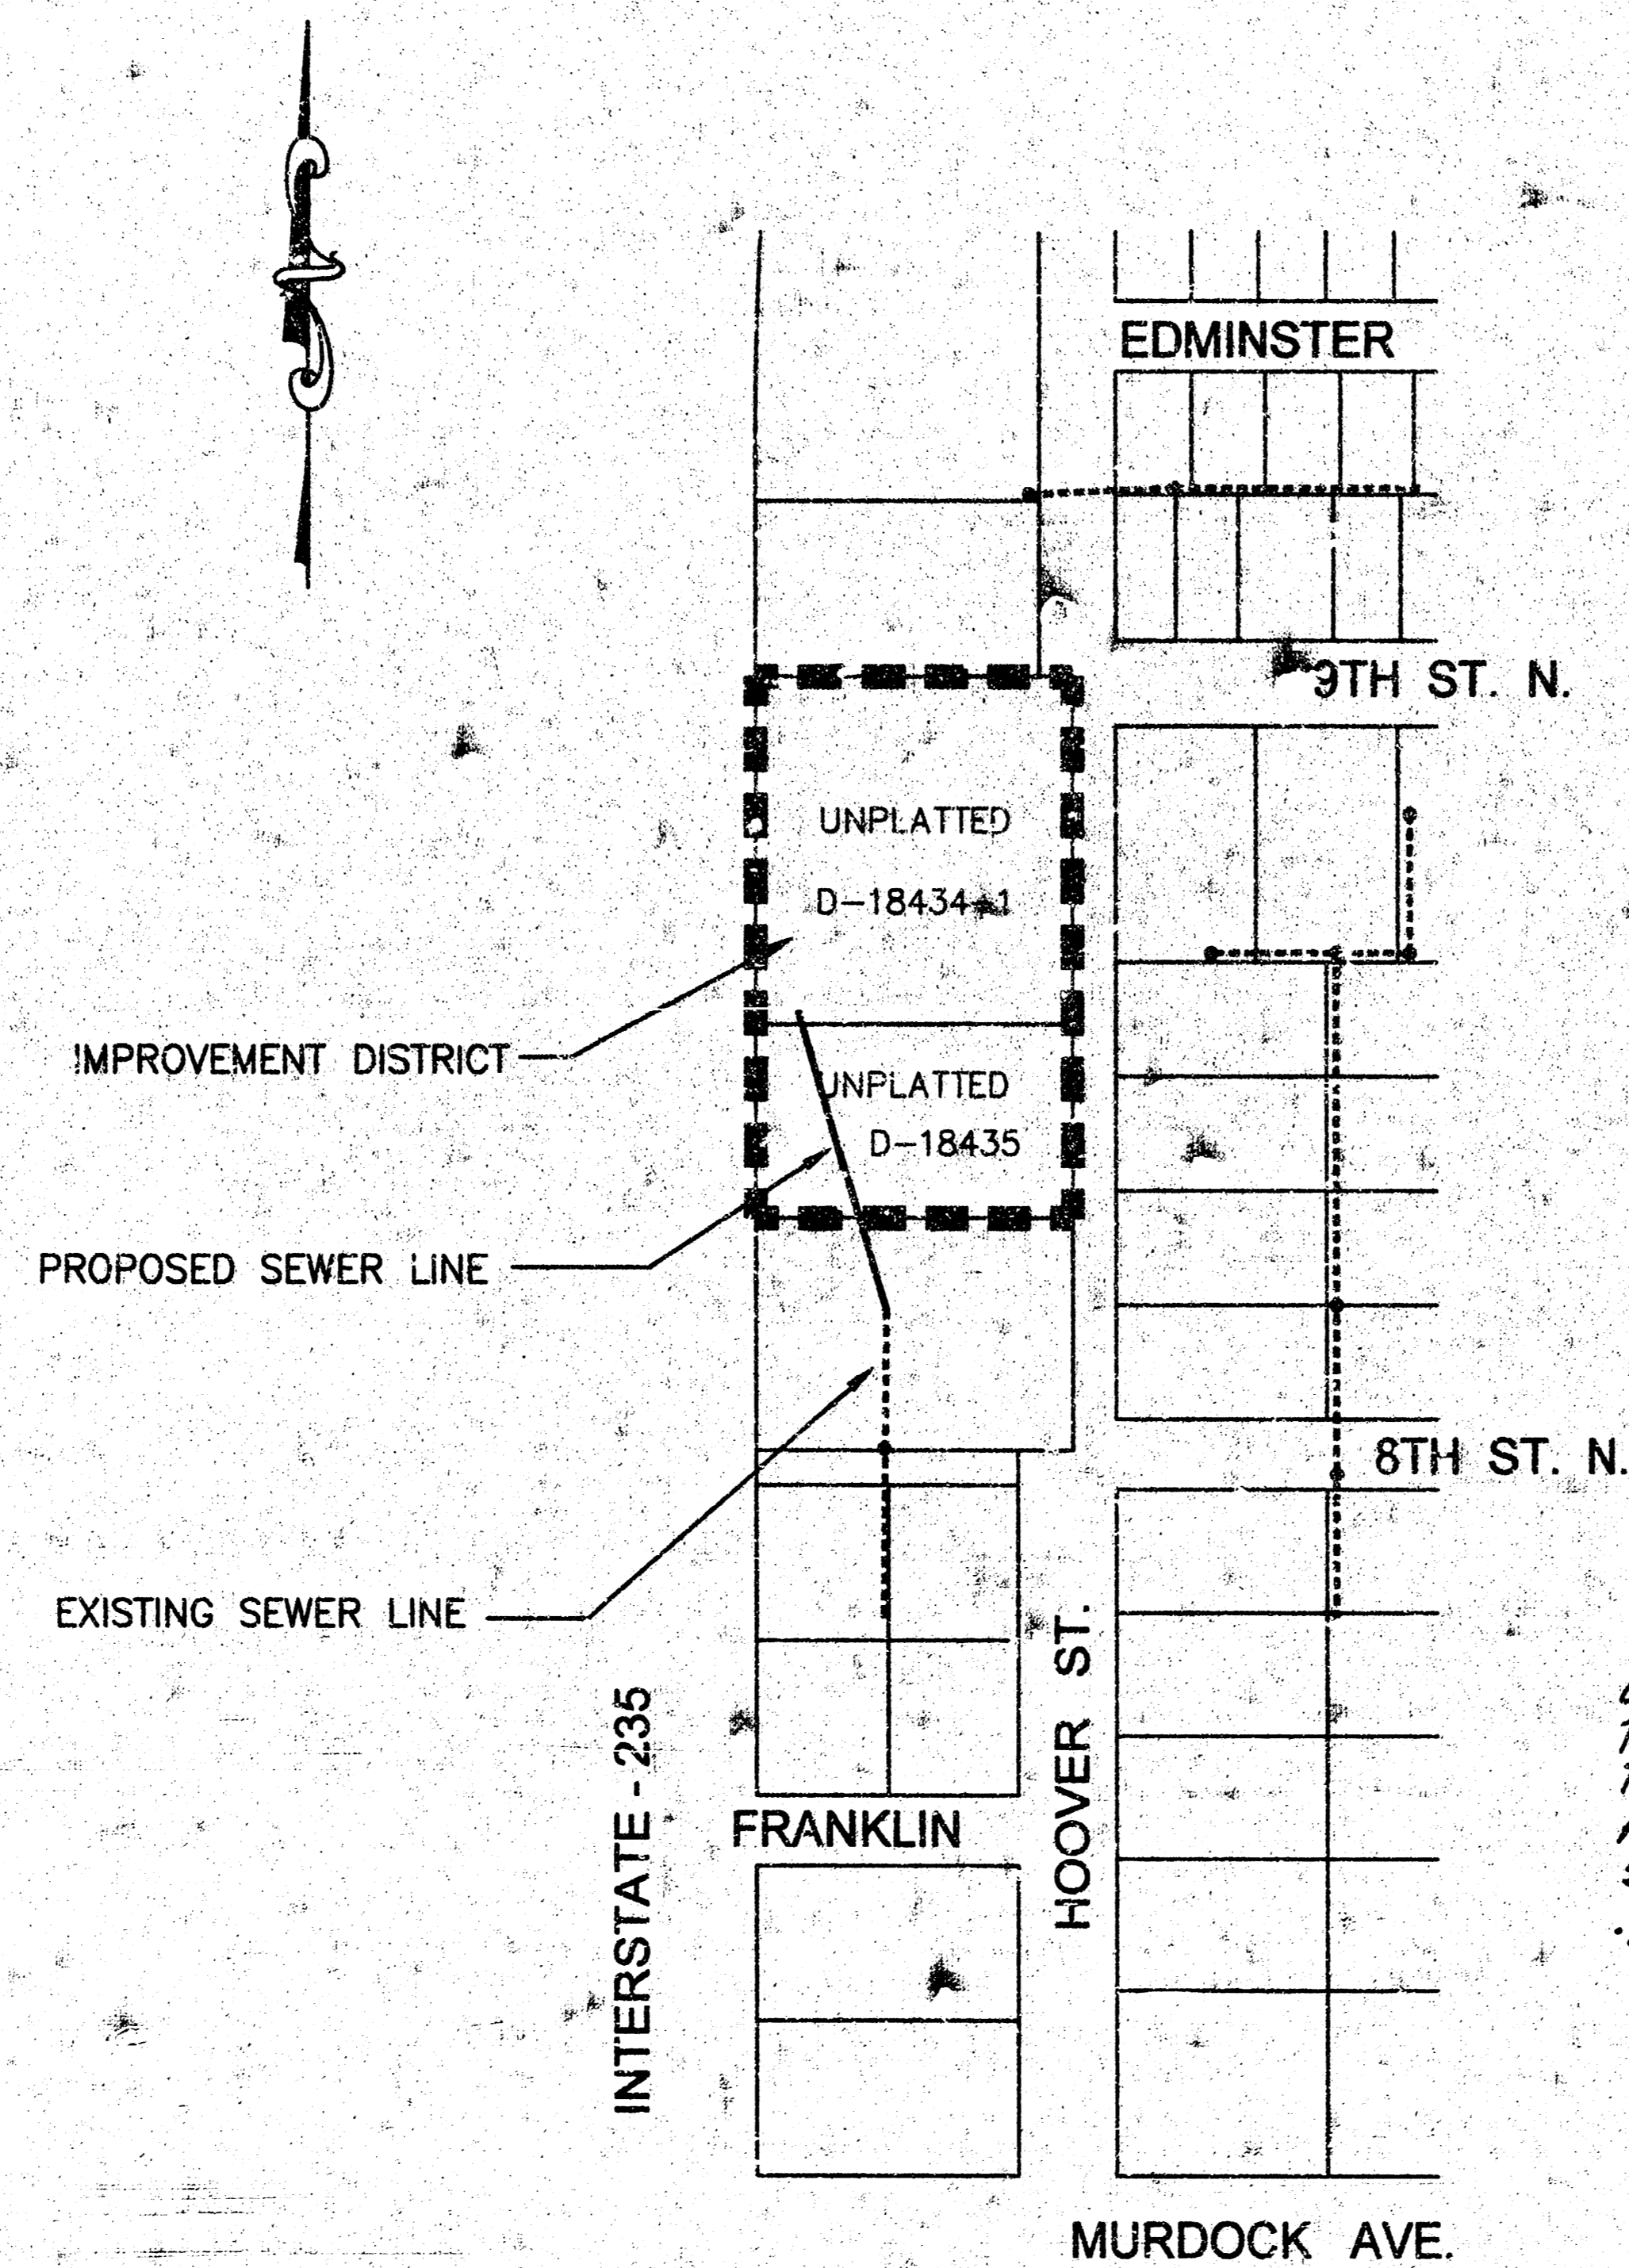 EDMINSTER
9TH ST. N.
UNPLATTED
D-18434-1
IMPROVEMENT DISTRICT
UNPLATTED
D-18435
PROPOSED SEWER LINE
8TH ST. N.
EXISTING SEWER LINE
INTERSTATE - 235
HOOVER ST.
FRANKLIN
MURDOCK AVE.